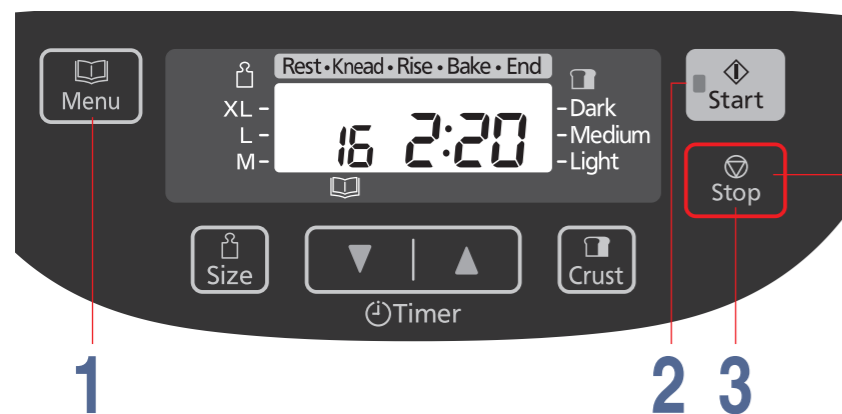 Rest • Knead • Rise • Bake • End
Menu
XL
L
M
16 2:20
Dark
Medium
Light
Start
Stop
Size
Crust
Timer
1
2
3